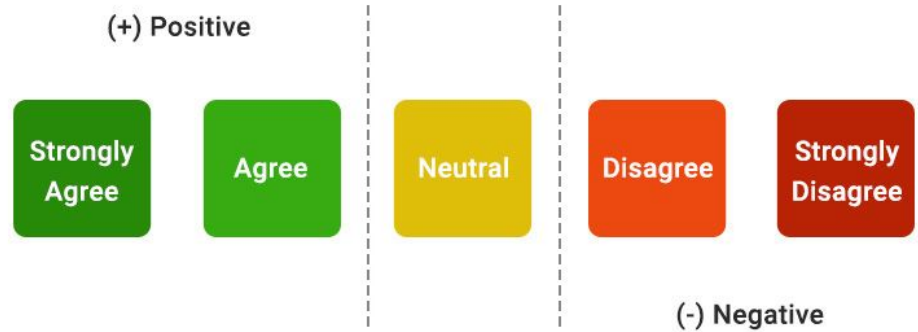 (+) Positive
Strongly
Agree
Agree
Neutral
Disagree
Strongly
Disagree
(-) Negative